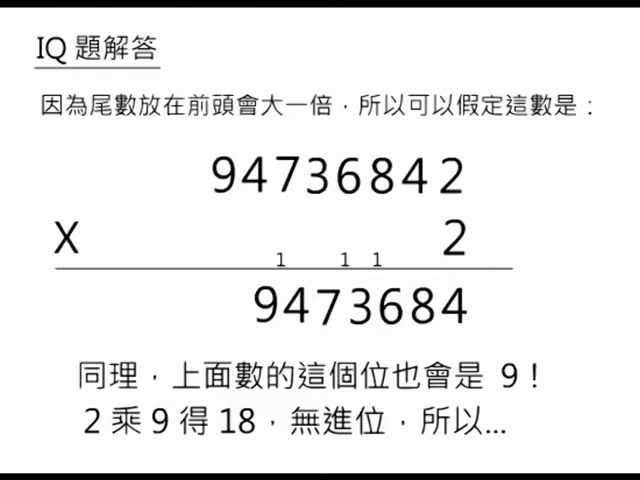 IQ 題解答
因為尾數放在前頭會大一倍，所以可以假定這數是：
94736842
X 2
1 1 1
9473684
同理，上面數的這個位也會是 9！
2 乘 9 得 18，無進位，所以...